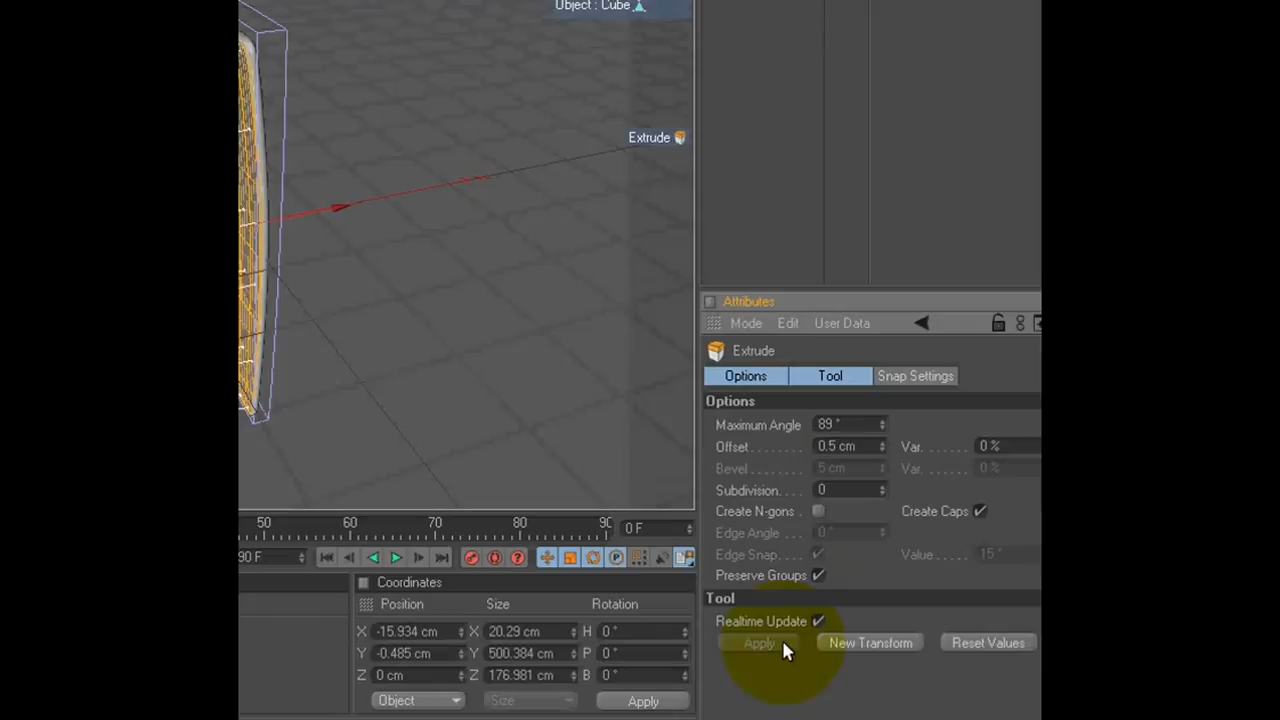 Object : Cube
Extrude
Attributes
Mode Edit User Data
Extrude
Options Tool Snap Settings
Options
Maximum Angle 89 °
Offset. . . . . . . . 0.5 cm Var. . . . . . . 0 %
Bevel . . . . . . . . 5 cm Var. . . . . . . 0 %
Subdivision. . . . 0
Create N-gons . Create Caps
Edge Angle . . . 0 °
Edge Snap. . . . Value . . . . . 15 °
Preserve Groups
Tool
Realtime Update
Apply New Transform Reset Values
50 60 70 80 90 0 F
90 F
Coordinates
Position Size Rotation
X -15.934 cm X 20.29 cm H 0 °
Y -0.485 cm Y 500.384 cm P 0 °
Z 0 cm Z 176.981 cm B 0 °
Object Size Apply